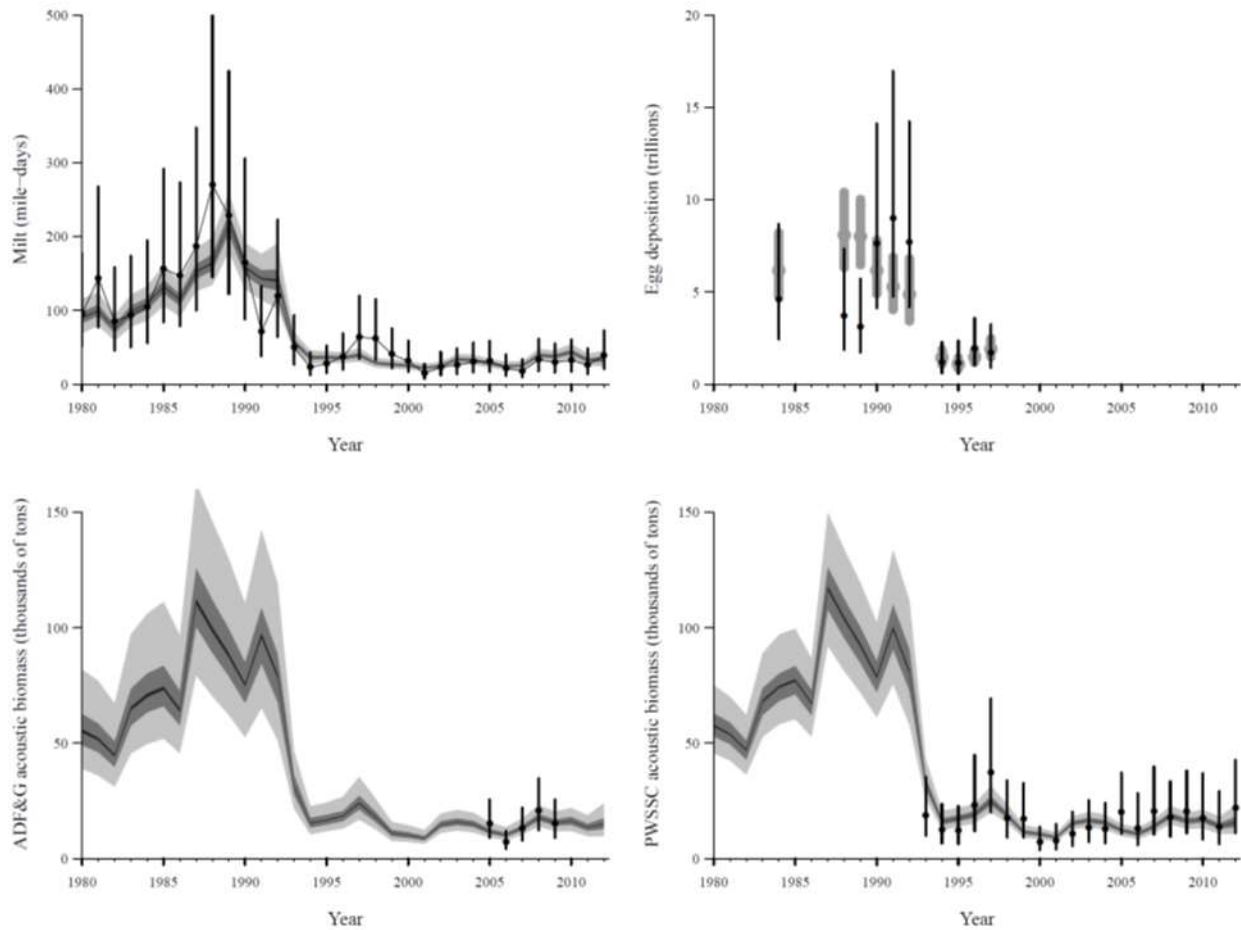 500
400
300
200
100
0
Milt (mile-days)
1980 1985 1990 1995 2000 2005 2010
Year
20
15
10
5
0
Egg deposition (trillions)
1980 1985 1990 1995 2000 2005 2010
Year
150
100
50
0
ADF&G acoustic biomass (thousands of tons)
1980 1985 1990 1995 2000 2005 2010
Year
150
100
50
0
PWSSC acoustic biomass (thousands of tons)
1980 1985 1990 1995 2000 2005 2010
Year